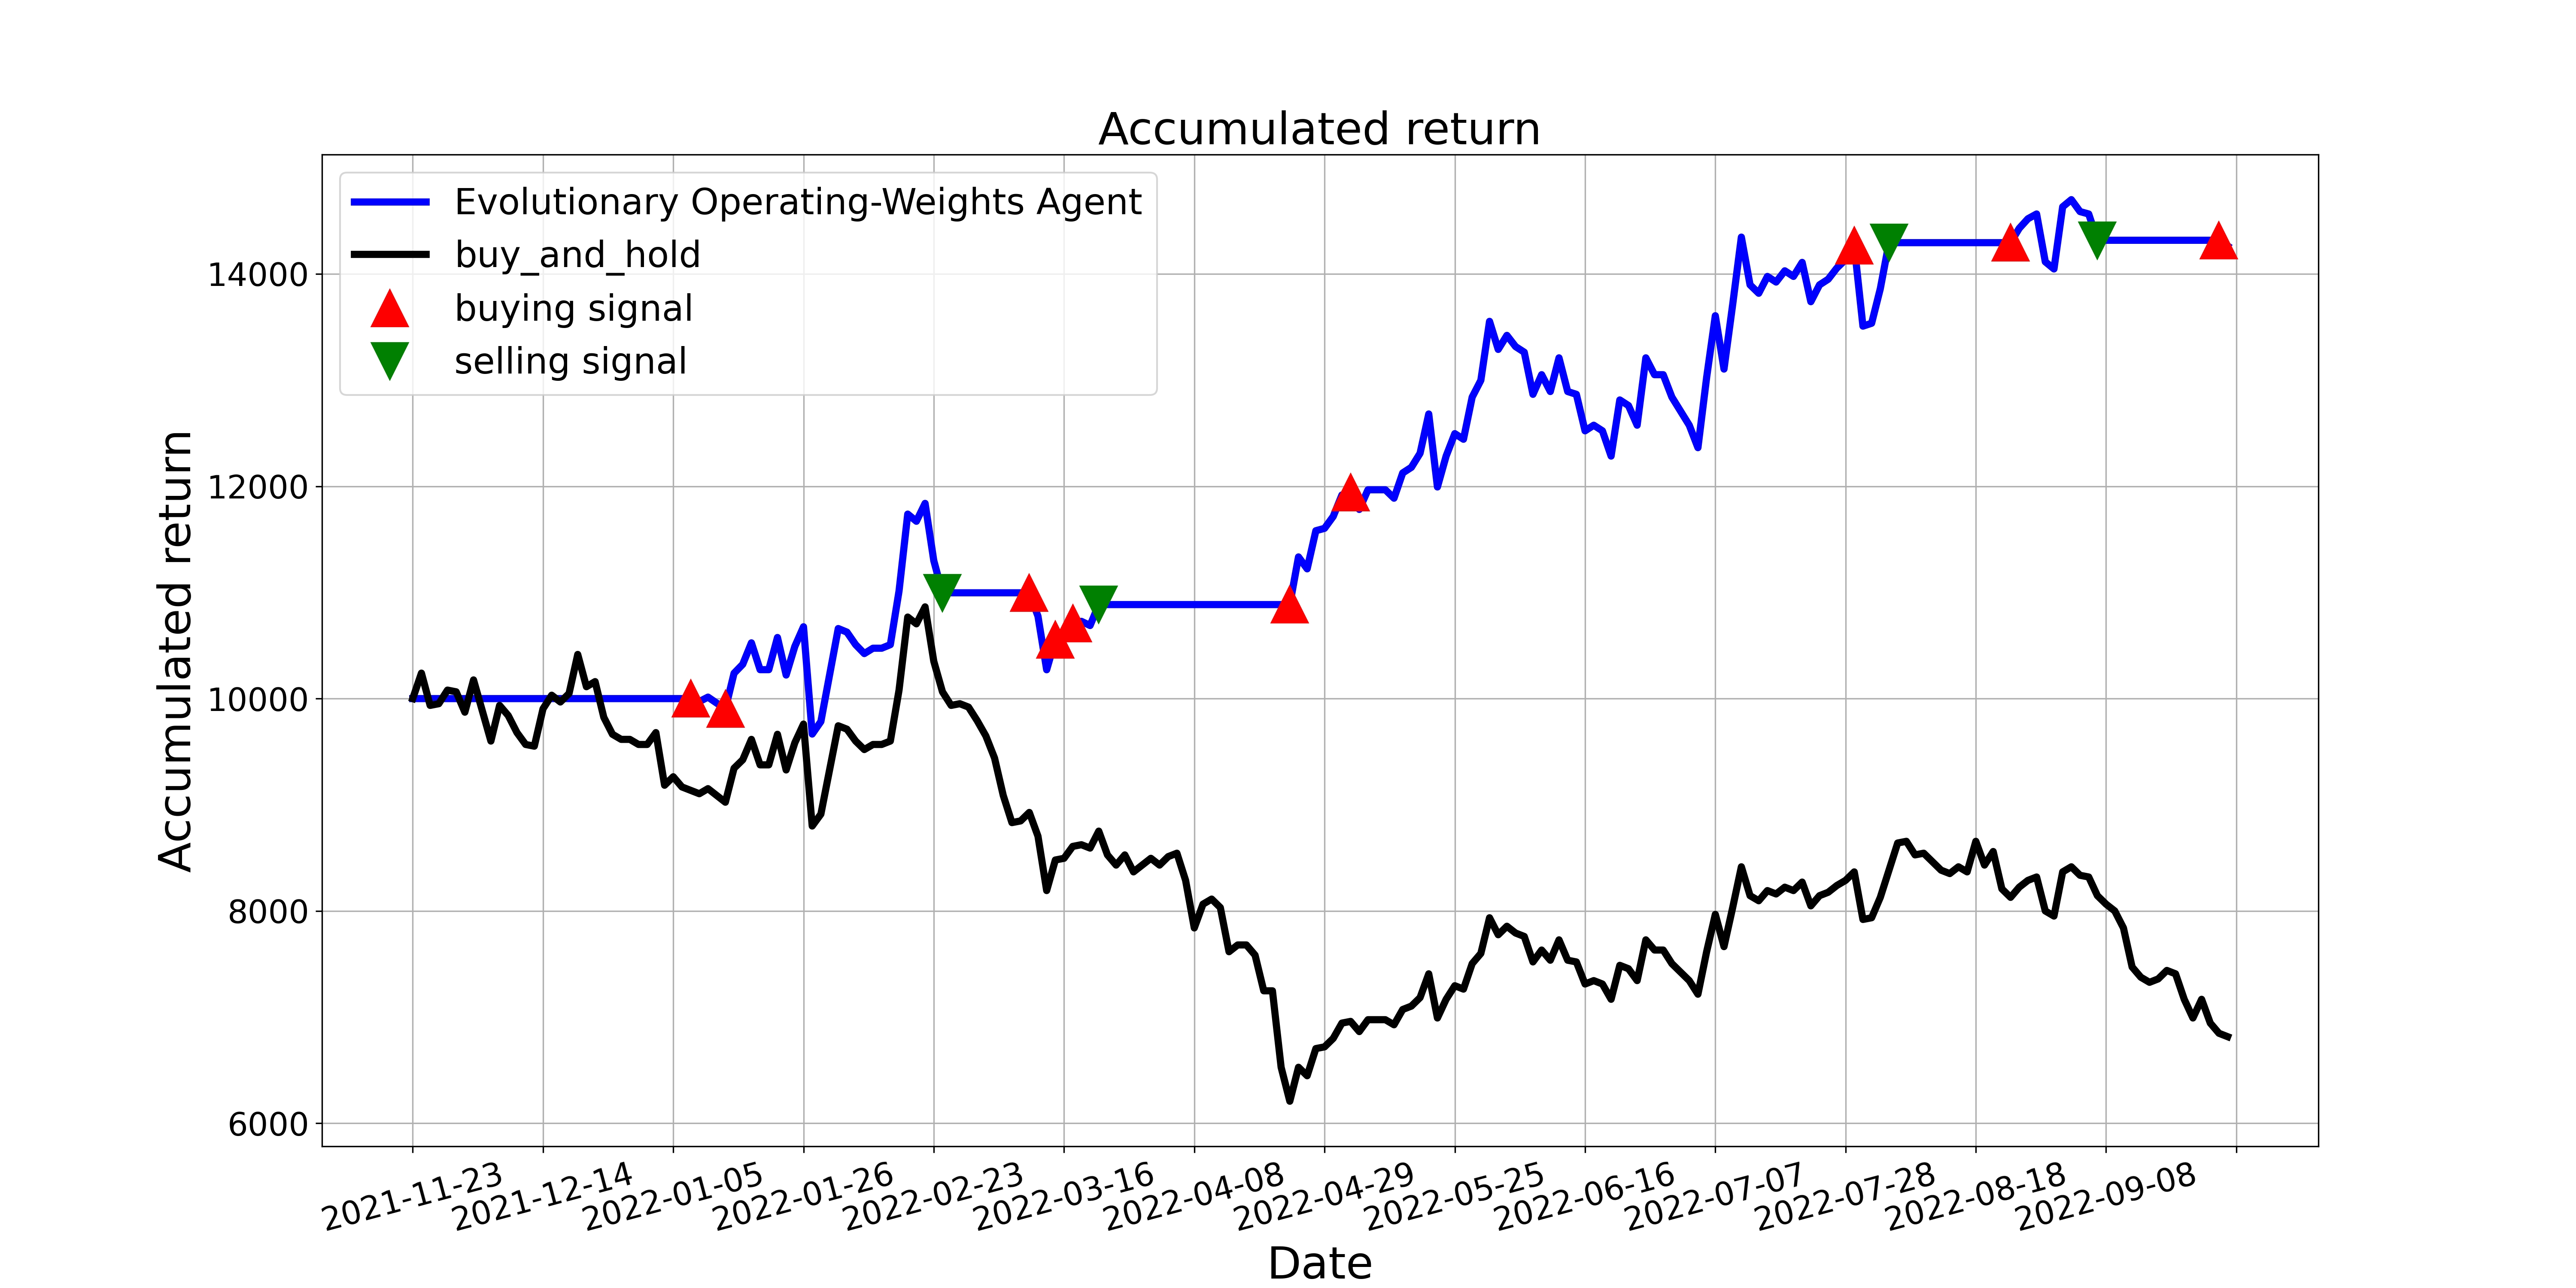 Accumulated return
Evolutionary Operating-Weights Agent
buy_and_hold
buying signal
selling signal
Accumulated return
14000
12000
10000
8000
6000
2021-11-23
2021-12-14
2022-01-05
2022-01-26
2022-02-23
2022-03-16
2022-04-08
2022-04-29
2022-05-25
2022-06-16
2022-07-07
2022-07-28
2022-08-18
2022-09-08
Date